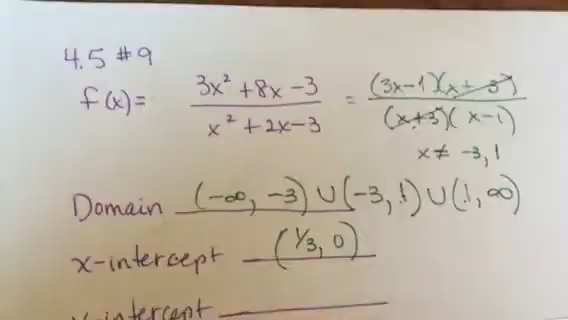 4.5 #9
f(x)= 3x² + 8x - 3 / x² + 2x - 3 = (3x-1)(x+3) / (x+3)(x-1)
x ≠ -3, 1
Domain (-∞, -3) ∪ (-3, 1) ∪ (1, ∞)
x-intercept (1/3, 0)
y-intercept